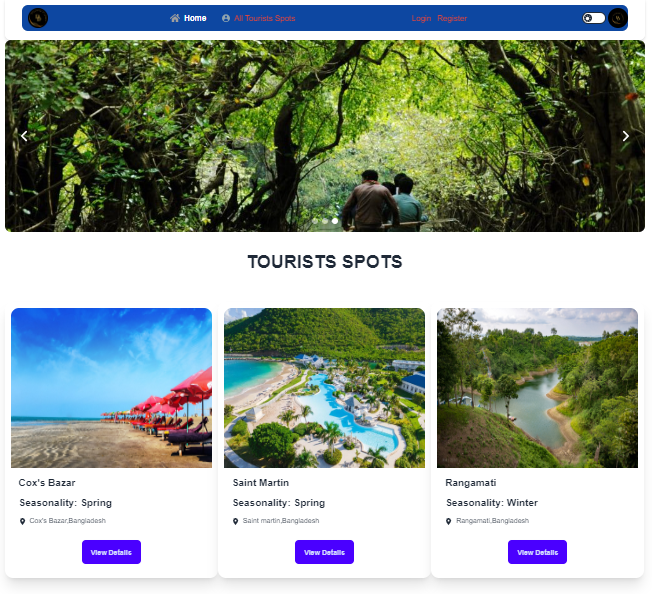 Home All Tourists Spots Login Register
TOURISTS SPOTS
Cox's Bazar
Seasonality: Spring
Cox's Bazar,Bangladesh
View Details
Saint Martin
Seasonality: Spring
Saint martin,Bangladesh
View Details
Rangamati
Seasonality: Winter
Rangamati,Bangladesh
View Details